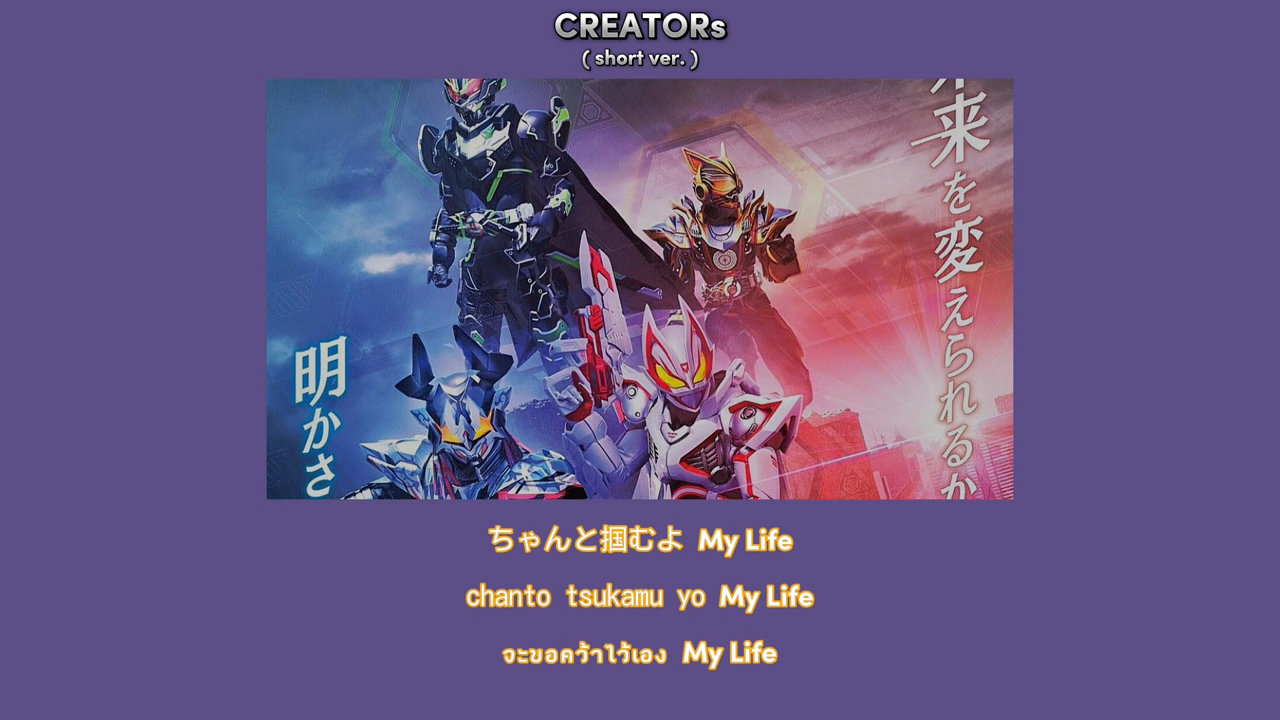 CREATORs
( short ver. )
来を変えられるか
明かさ
ちゃんと掴むよ My Life
chanto tsukamu yo My Life
จะขอคว้าไว้เอง My Life